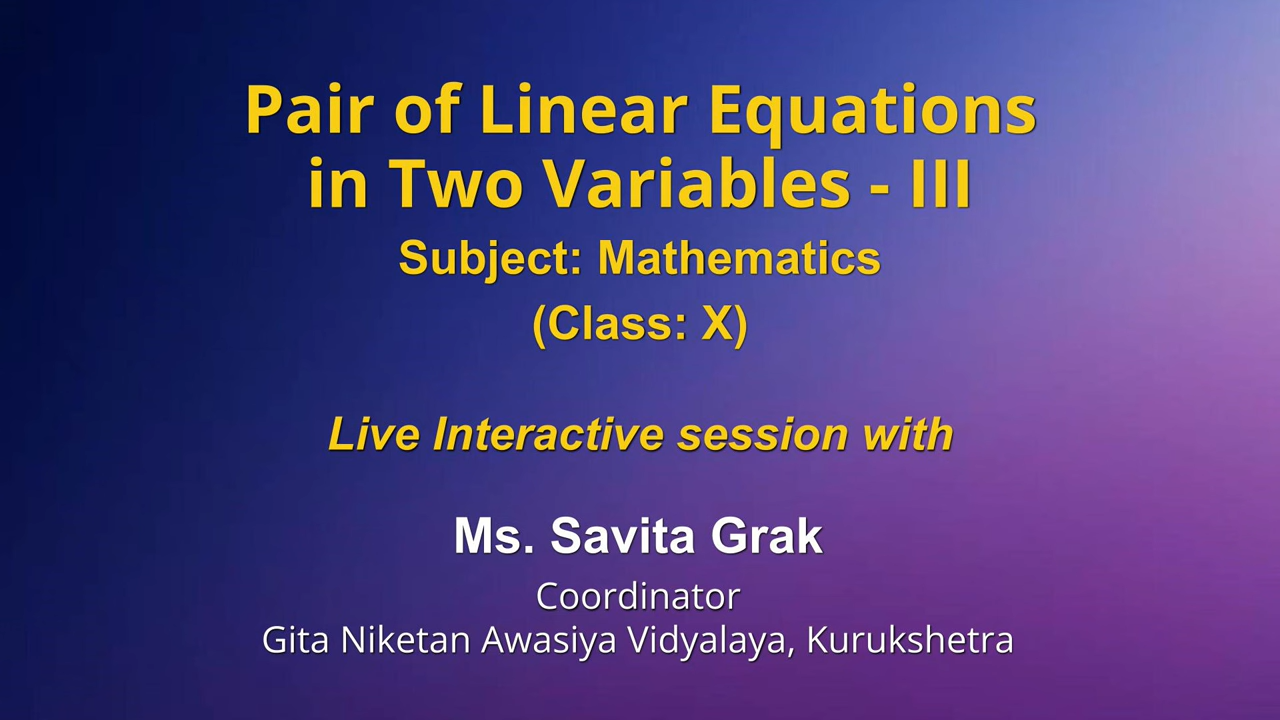 Pair of Linear Equations
in Two Variables - III
Subject: Mathematics
(Class: X)
Live Interactive session with
Ms. Savita Grak
Coordinator
Gita Niketan Awasiya Vidyalaya, Kurukshetra